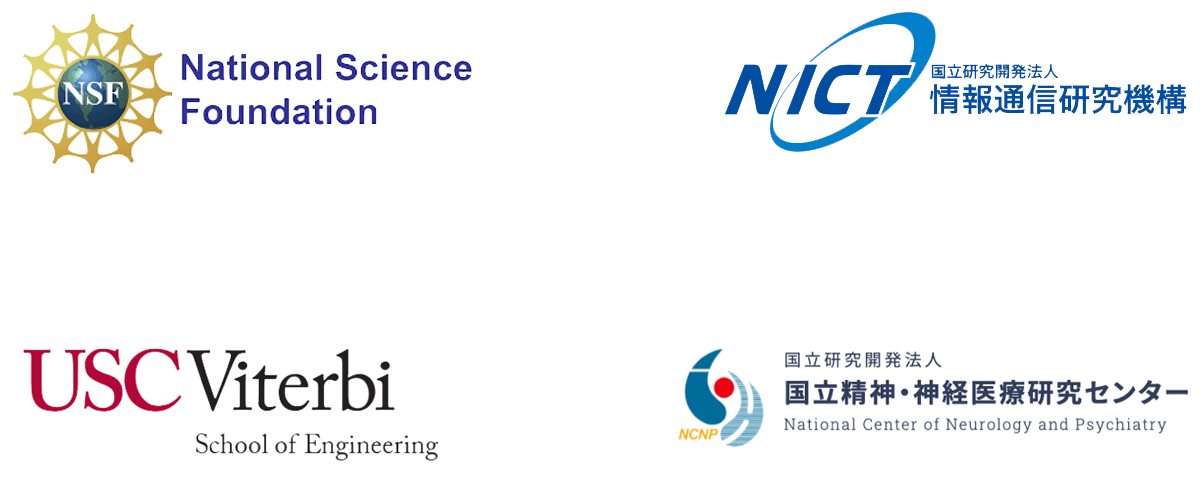 NSF
National Science
Foundation
NICT
国立研究開発法人
情報通信研究機構
USC Viterbi
School of Engineering
NCNP
国立研究開発法人
国立精神・神経医療研究センター
National Center of Neurology and Psychiatry